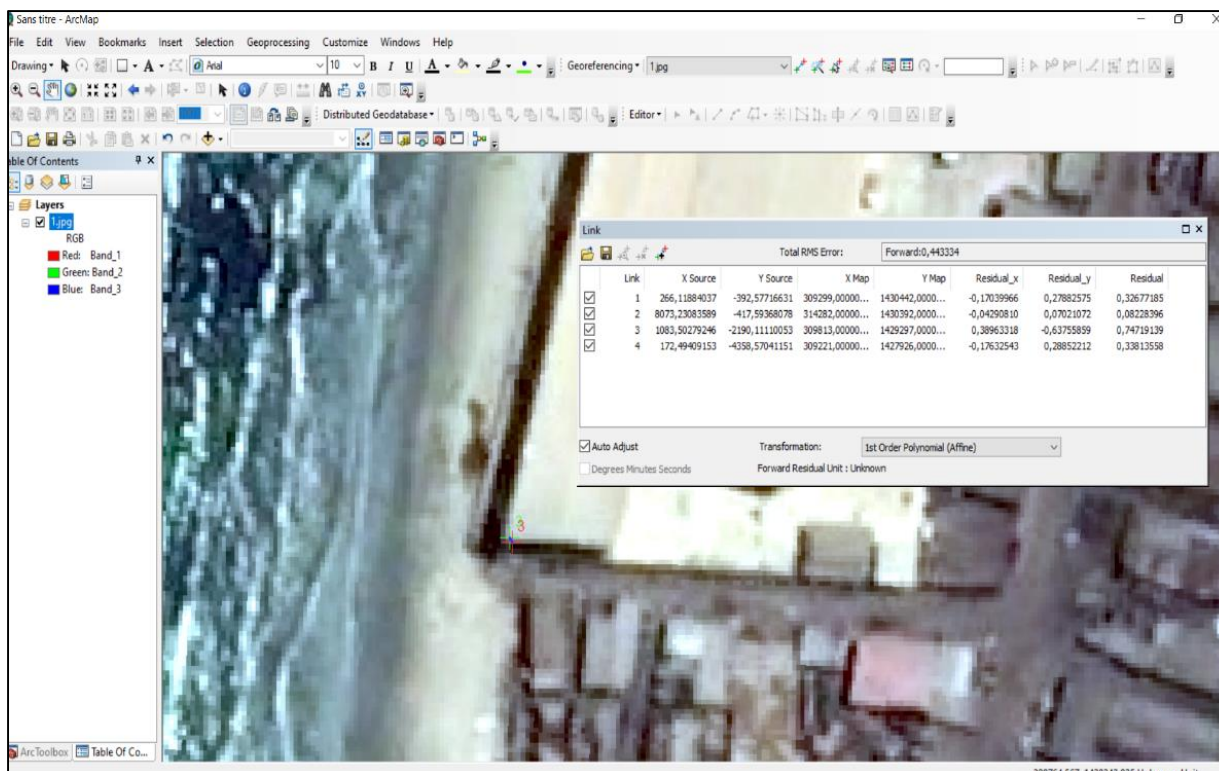 Sans titre - ArcMap
File Edit View Bookmarks Insert Selection Geoprocessing Customize Windows Help
Drawing A Arial 10 B I U A Georeferencing 1.jpg
Distributed Geodatabase Editor
Table Of Contents
Layers
1.jpg
RGB
Red: Band_1
Green: Band_2
Blue: Band_3
Link
Total RMS Error: Forward:0,443334
Link X Source Y Source X Map Y Map Residual_x Residual_y Residual
1 266,11884037 -392,57716631 309299,00000... 1430442,0000... -0,17039966 0,27882575 0,32677185
2 8073,23083589 -417,59368078 314282,00000... 1430392,0000... -0,04290810 0,07021072 0,08228396
3 1083,50279246 -2190,11110053 309813,00000... 1429297,0000... 0,38963318 -0,63755859 0,74719139
4 172,49409153 -4358,57041151 309221,00000... 1427926,0000... -0,17632543 0,28852212 0,33813558
Auto Adjust Transformation: 1st Order Polynomial (Affine)
Degrees Minutes Seconds Forward Residual Unit : Unknown
3
ArcToolbox Table Of Co...